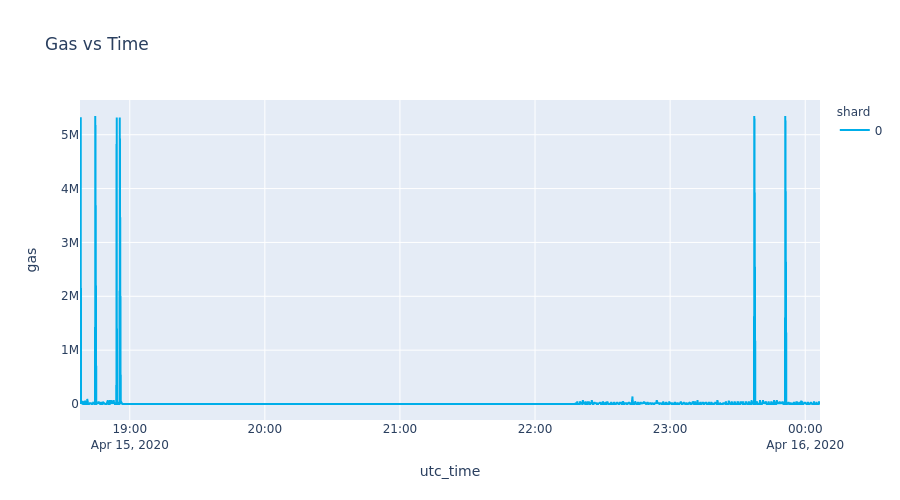 Gas vs Time
shard
0
5M
4M
3M
2M
1M
0
gas
19:00
Apr 15, 2020
20:00
21:00
22:00
23:00
00:00
Apr 16, 2020
utc_time